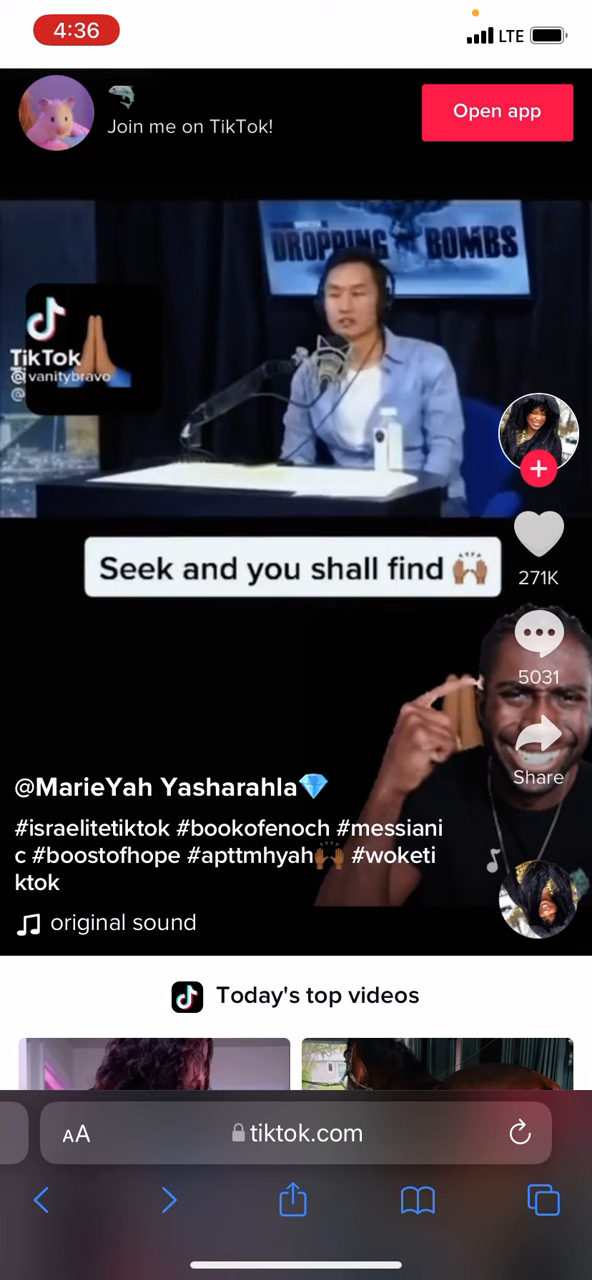 4:36
LTE
Join me on TikTok!
Open app
DROPPING BOMBS
TikTok
@ivanitybravo
@
Seek and you shall find 🙌🏾
271K
5031
Share
@MarieYah Yasharahla💎
#israelitetiktok #bookofenoch #messiani
c #boostofhope #apttmhyah🙌🏾 #woketi
ktok
original sound
Today's top videos
AA
tiktok.com